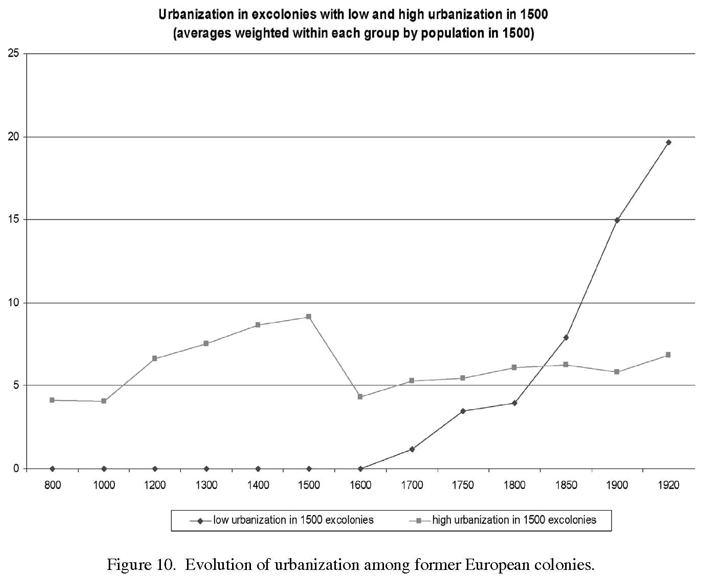 Urbanization in excolonies with low and high urbanization in 1500
(averages weighted within each group by population in 1500)
25
20
15
10
5
0
800 1000 1200 1300 1400 1500 1600 1700 1750 1800 1850 1900 1920
low urbanization in 1500 excolonies high urbanization in 1500 excolonies
Figure 10. Evolution of urbanization among former European colonies.